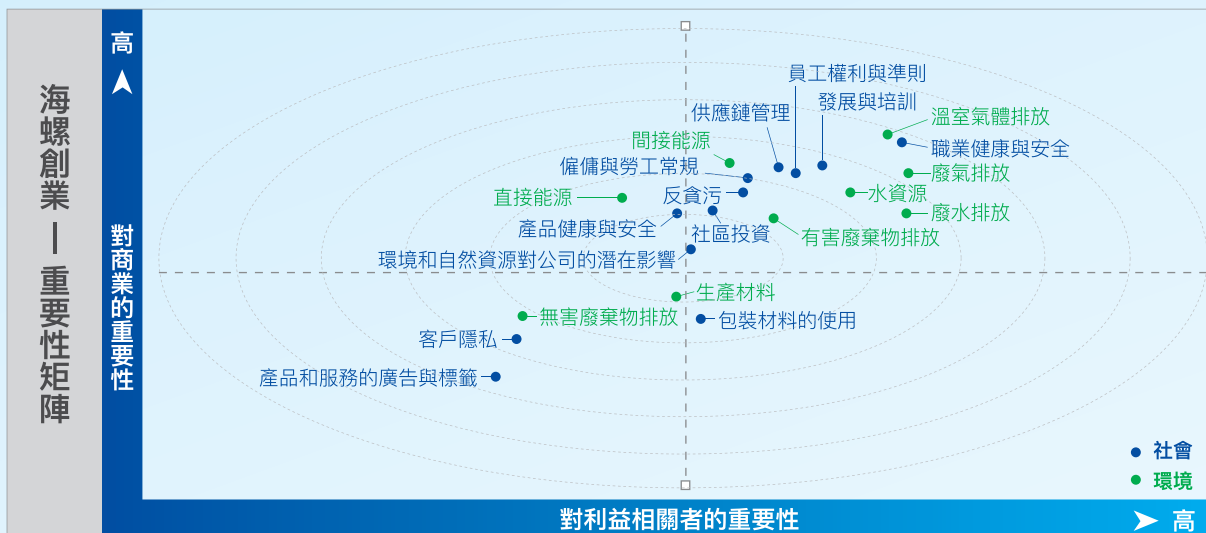 海螺創業 — 重要性矩陣
高
對商業的重要性
員工權利與準則
發展與培訓
供應鏈管理
溫室氣體排放
間接能源
職業健康與安全
僱傭與勞工常規
廢氣排放
直接能源
反貪污
水資源
廢水排放
產品健康與安全
社區投資
有害廢棄物排放
環境和自然資源對公司的潛在影響
生產材料
無害廢棄物排放
包裝材料的使用
客戶隱私
產品和服務的廣告與標籤
社會
環境
對利益相關者的重要性
高